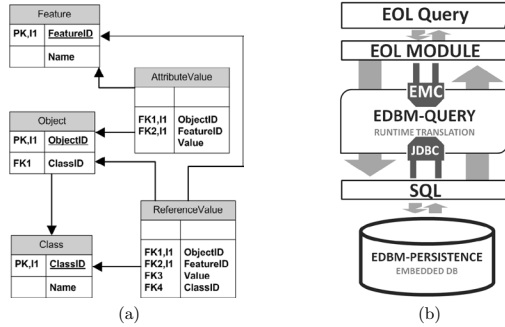 Feature
PK,I1 FeatureID
Name
AttributeValue
FK1,I1 ObjectID
FK2,I1 FeatureID
Value
Object
PK,I1 ObjectID
FK1 ClassID
ReferenceValue
FK1,I1 ObjectID
FK2,I1 FeatureID
FK3 Value
FK4 ClassID
Class
PK,I1 ClassID
Name
(a)
EOL Query
EOL MODULE
EMC
EDBM-QUERY
RUNTIME TRANSLATION
JDBC
SQL
EDBM-PERSISTENCE
EMBEDDED DB
(b)